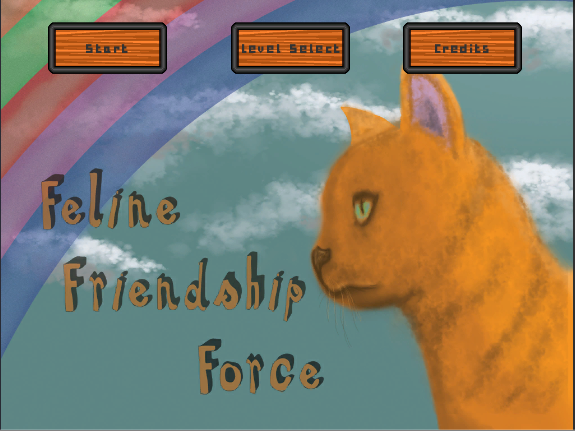 Start
Level Select
Credits
Feline
Friendship
Force